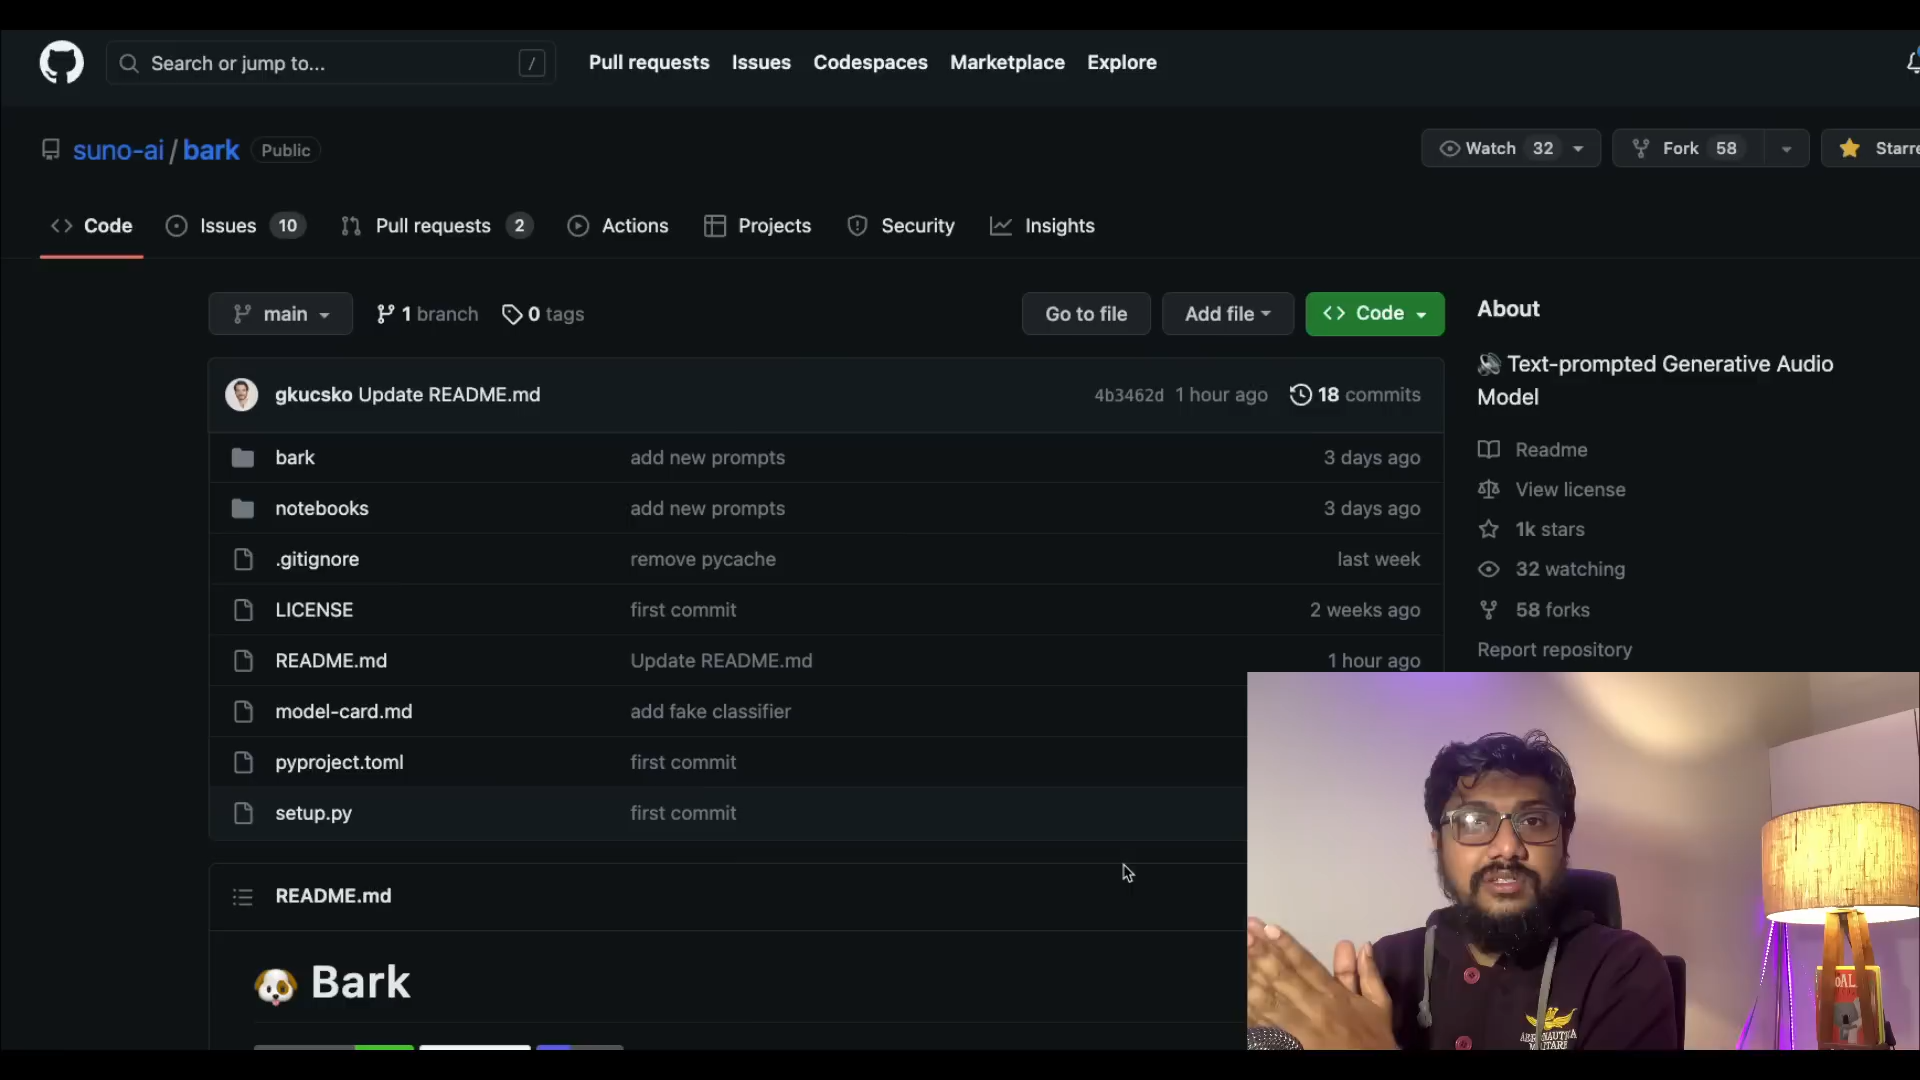 Search or jump to... /
Pull requests Issues Codespaces Marketplace Explore
suno-ai / bark Public
Watch 32 Fork 58 Starre
Code Issues 10 Pull requests 2 Actions Projects Security Insights
main 1 branch 0 tags Go to file Add file Code
About
Text-prompted Generative Audio
Model
gkucsko Update README.md 4b3462d 1 hour ago 18 commits
bark add new prompts 3 days ago
notebooks add new prompts 3 days ago
.gitignore remove pycache last week
LICENSE first commit 2 weeks ago
README.md Update README.md 1 hour ago
model-card.md add fake classifier
pyproject.toml first commit
setup.py first commit
Readme
View license
1k stars
32 watching
58 forks
Report repository
README.md
Bark